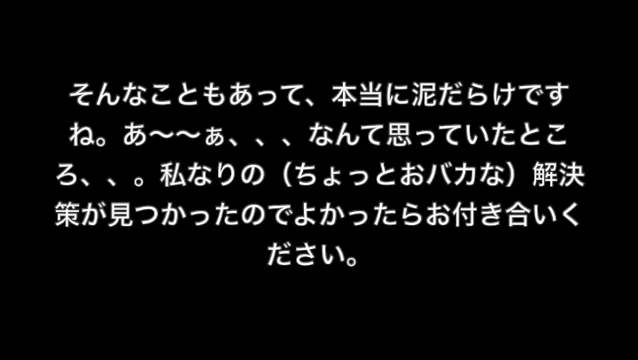 そんなこともあって、本当に泥だらけです
ね。あ〜〜ぁ、、、なんて思っていたとこ
ろ、、。私なりの（ちょっとおバカな）解決
策が見つかったのでよかったらお付き合いく
ださい。